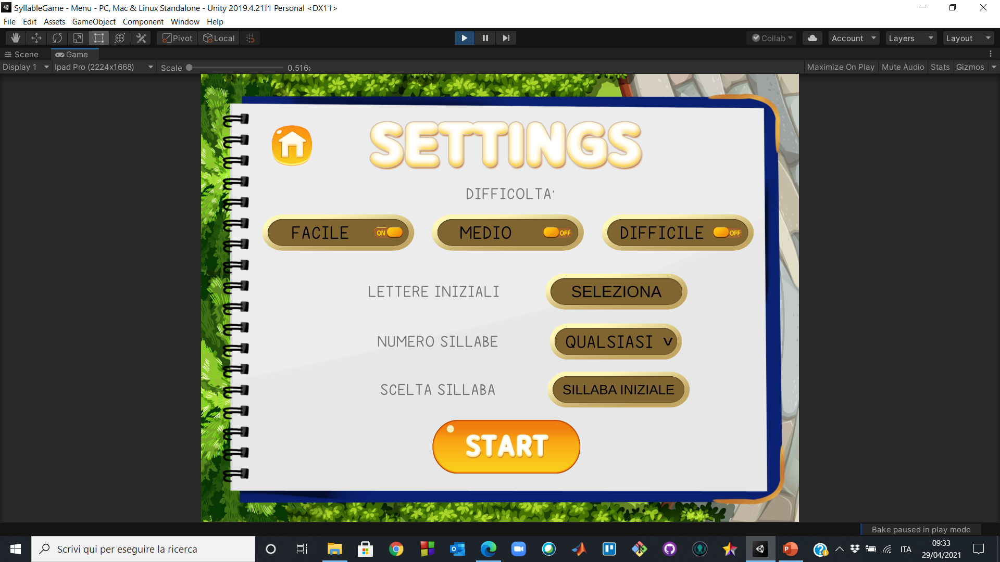 SyllableGame - Menu - PC, Mac & Linux Standalone - Unity 2019.4.21f1 Personal <DX11>
File Edit Assets GameObject Component Window Help
Pivot Local Collab Account Layers Layout
Scene Game
Display 1 Ipad Pro (2224x1668) Scale 0.516x Maximize On Play Mute Audio Stats Gizmos
SETTINGS
DIFFICOLTA'
FACILE ON MEDIO OFF DIFFICILE OFF
LETTERE INIZIALI SELEZIONA
NUMERO SILLABE QUALSIASI V
SCELTA SILLABA SILLABA INIZIALE
START
Bake paused in play mode
Scrivi qui per eseguire la ricerca ITA 09:33
29/04/2021